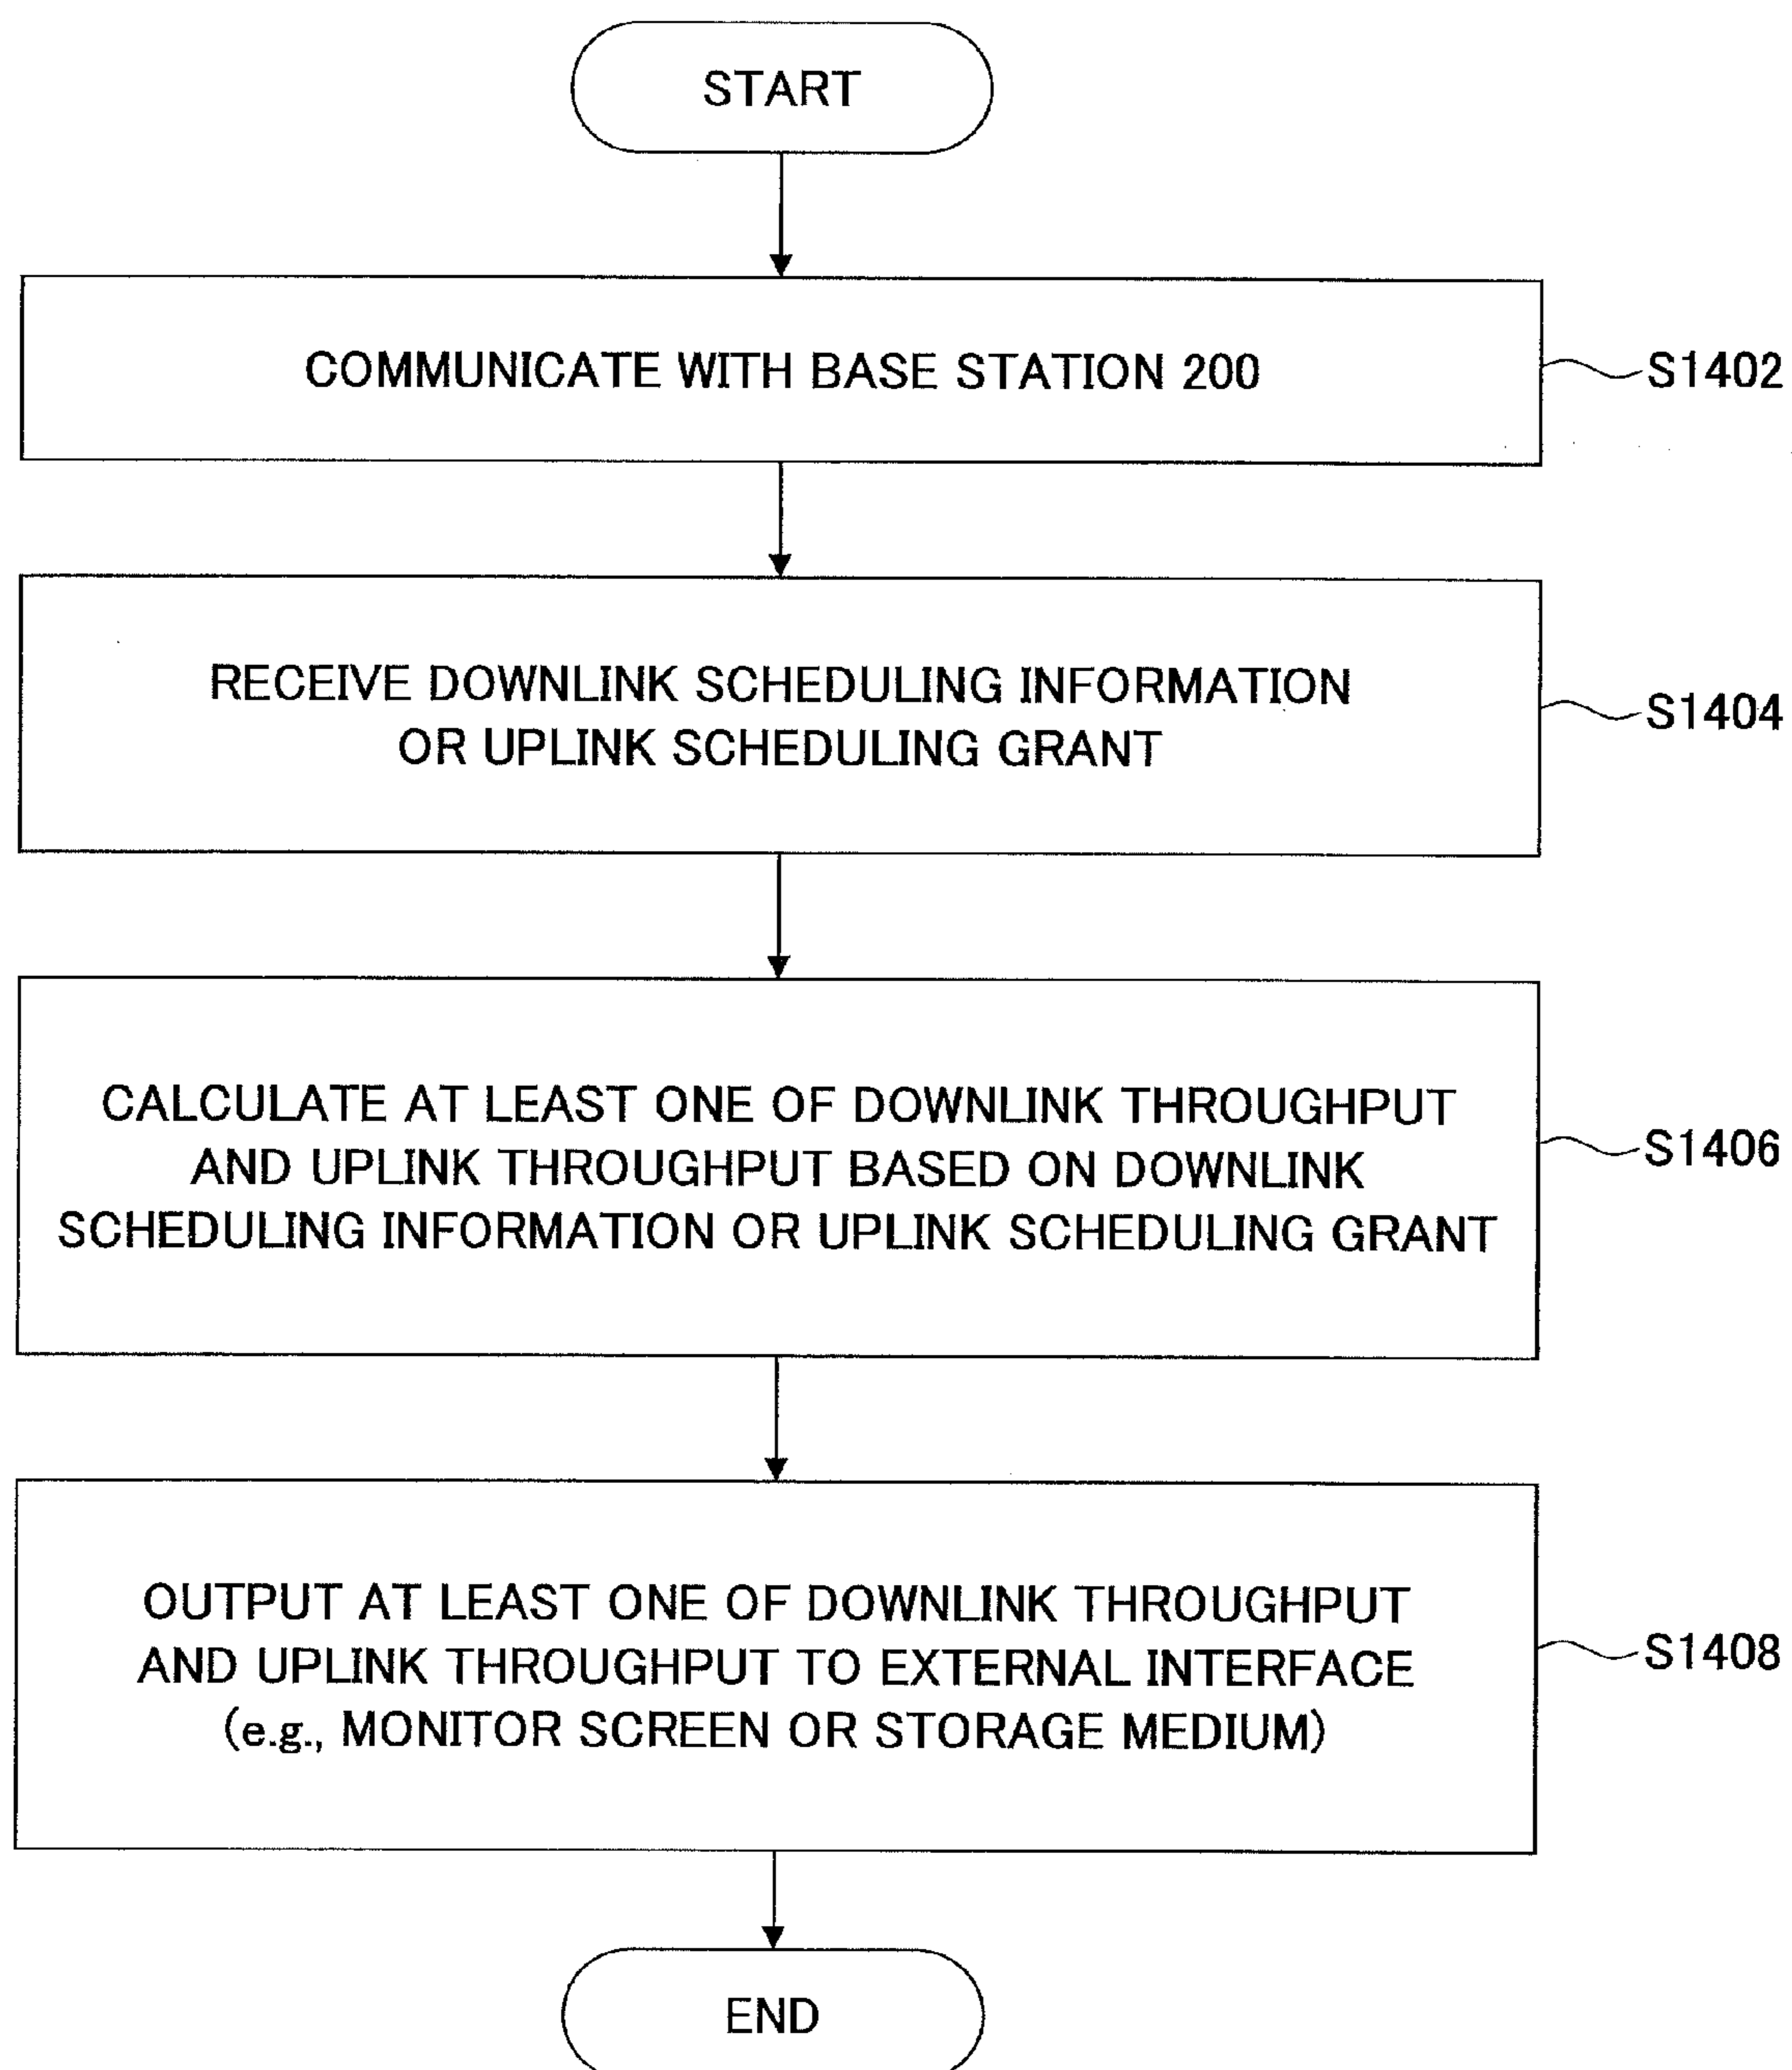 START
COMMUNICATE WITH BASE STATION 200
S1402
RECEIVE DOWNLINK SCHEDULING INFORMATION
OR UPLINK SCHEDULING GRANT
S1404
CALCULATE AT LEAST ONE OF DOWNLINK THROUGHPUT
AND UPLINK THROUGHPUT BASED ON DOWNLINK
SCHEDULING INFORMATION OR UPLINK SCHEDULING GRANT
S1406
OUTPUT AT LEAST ONE OF DOWNLINK THROUGHPUT
AND UPLINK THROUGHPUT TO EXTERNAL INTERFACE
(e.g., MONITOR SCREEN OR STORAGE MEDIUM)
S1408
END